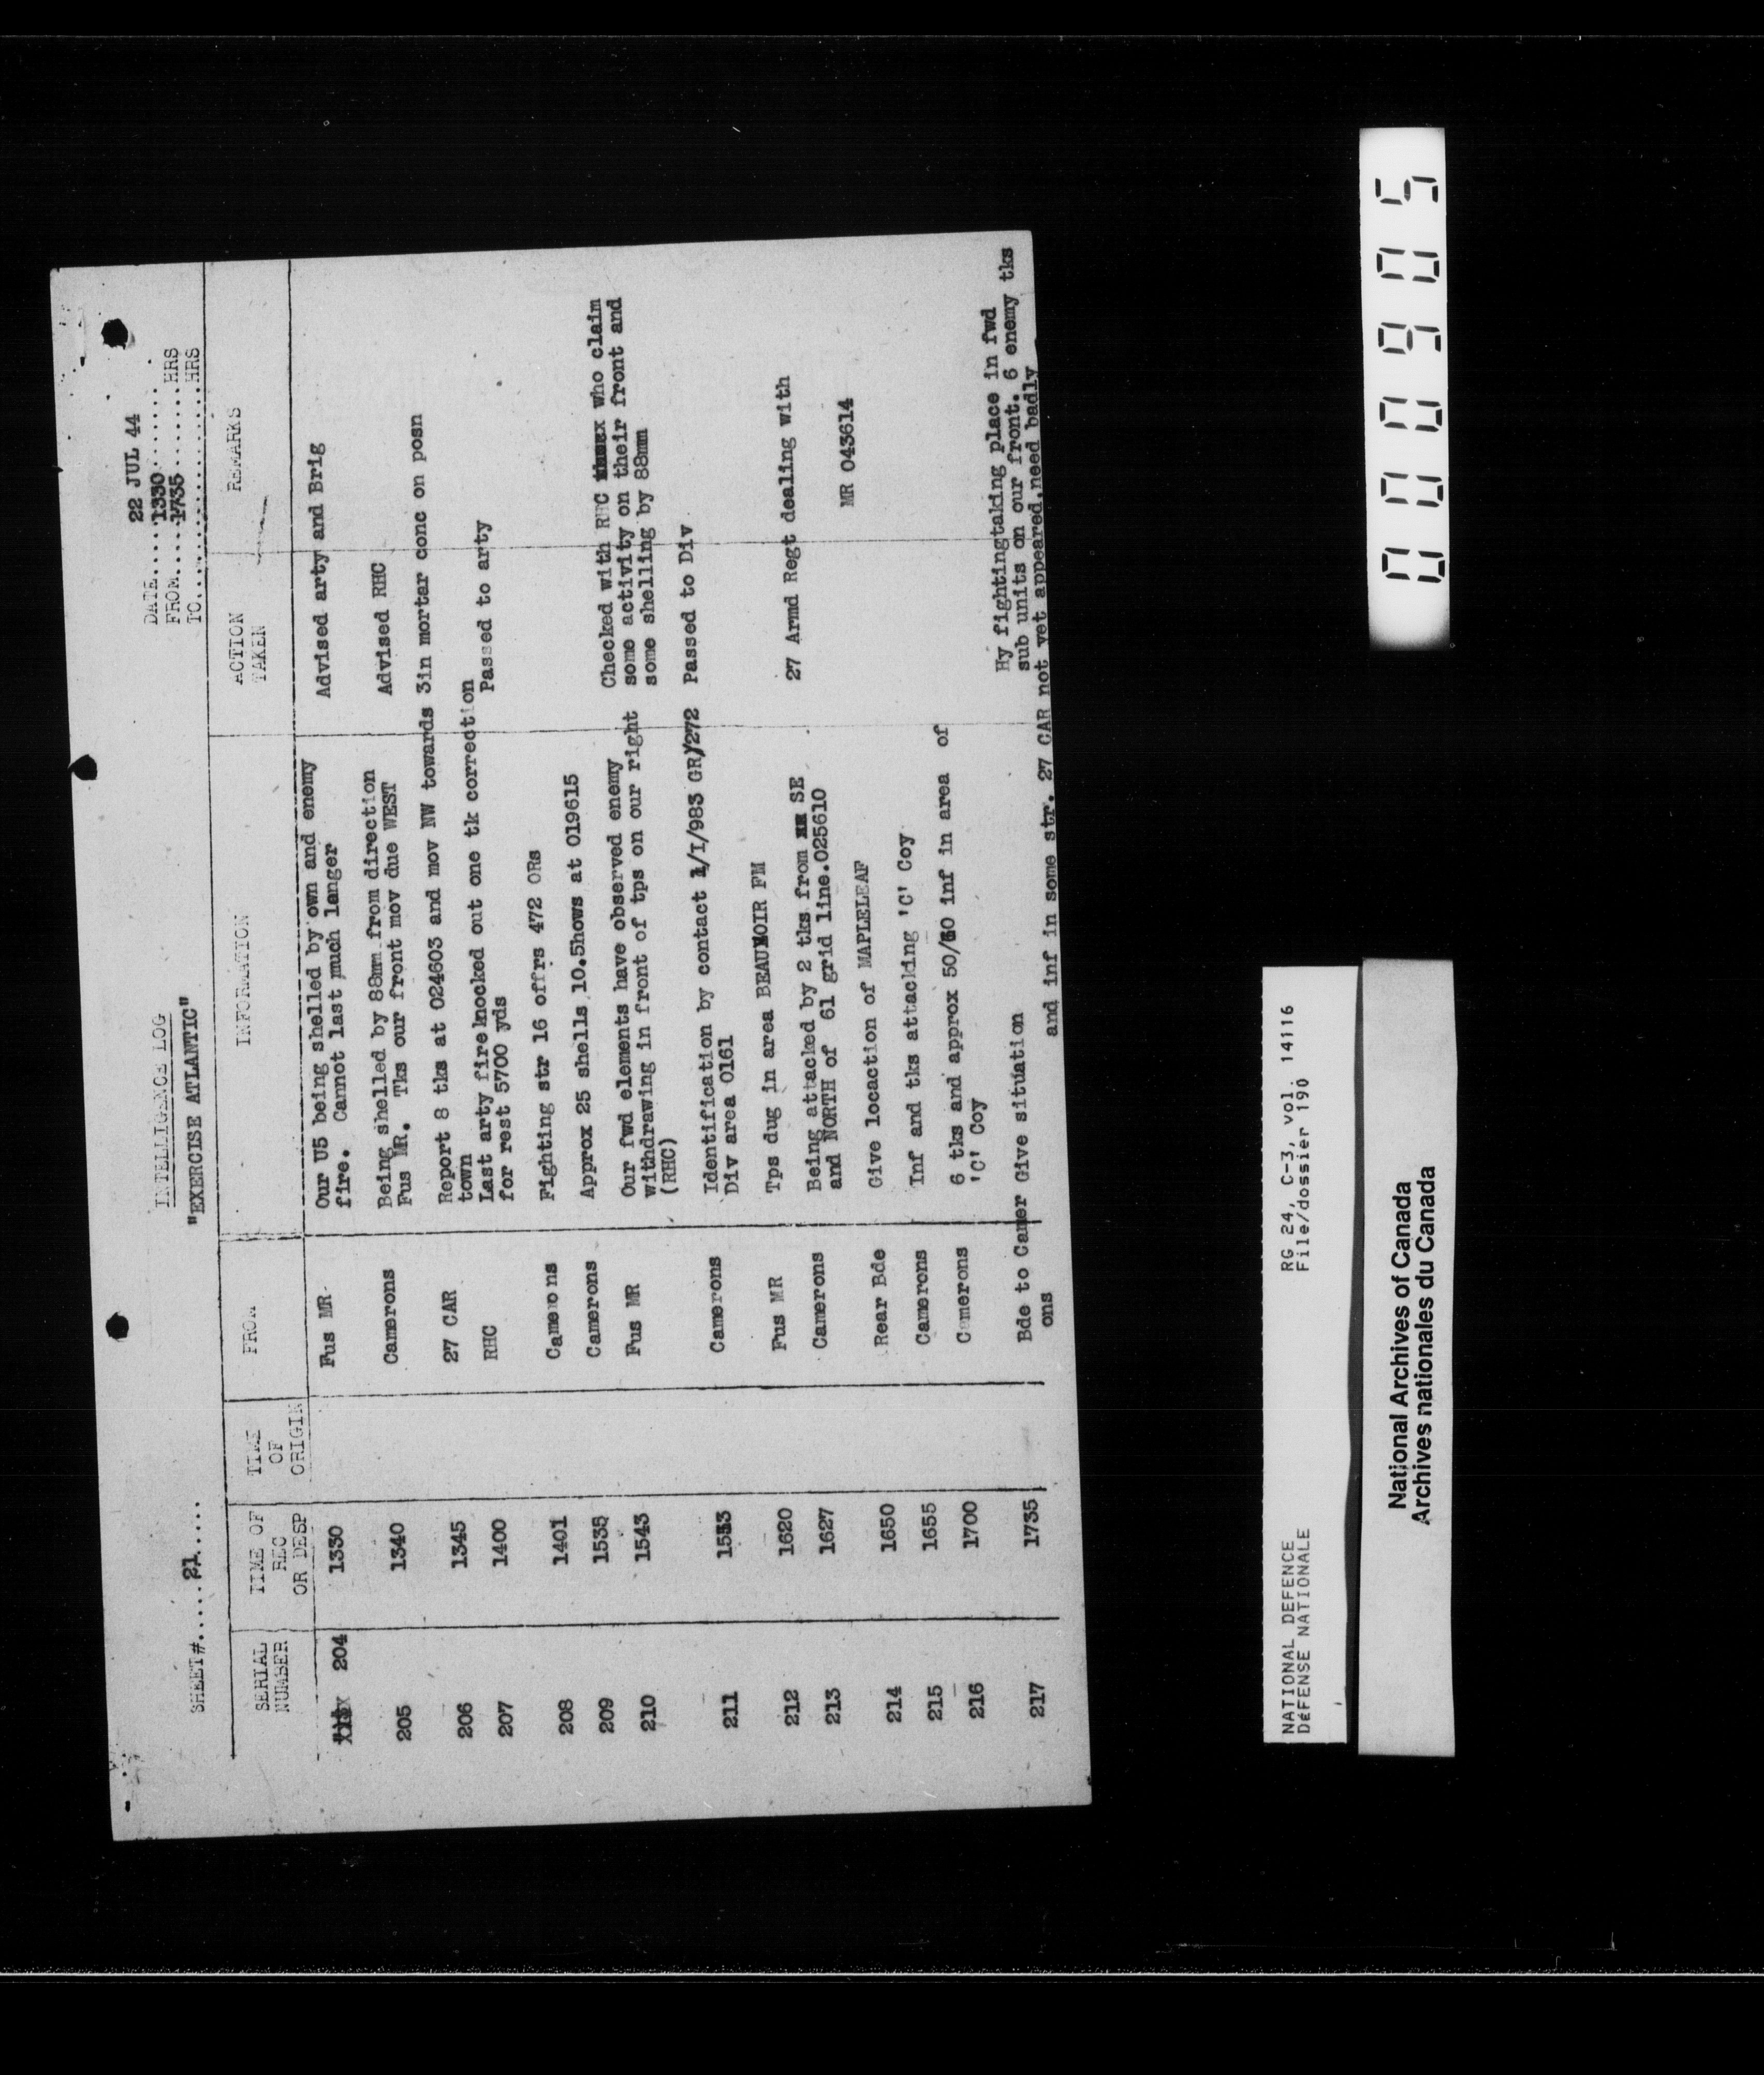 INTELLIGENCE LOG
"EXERCISE ATLANTIC"
SHEET#.....21.....
DATE....22 JUL 44
FROM....1330.......HRS
TO......1735.......HRS
SERIAL NUMBER TIME OF REC OR DESP TIME OF ORIGIN FROM INFORMATION ACTION TAKEN REMARKS
204 1330 Fus MR Our U5 being shelled by own and enemy Advised arty and Brig
fire. Cannot last much langer
205 1340 Camerons Being shelled by 88mm from direction Advised RHC
Fus MR. Tks our front mov due WEST
206 1345 27 CAR Report 8 tks at 024603 and mov NW towards 3in mortar conc on posn
town
207 1400 RHC Last arty fire knocked out one tk correction Passed to arty
for rest 5700 yds
208 1401 Camerons Fighting str 16 offrs 472 ORs
209 1535 Camerons Approx 25 shells 10.5hows at 019615
210 1543 Fus MR Our fwd elements have observed enemy Checked with RHC who claim
withdrawing in front of tps on our right some activity on their front and
(RHC) some shelling by 88mm
211 1553 Camerons Identification by contact 1/I/983 GR/272 Passed to Div
Div area 0161
212 1620 Fus MR Tps dug in area BEAUVOIR FM
213 1627 Camerons Being attacked by 2 tks from SE 27 Armd Regt dealing with
and NORTH of 61 grid line.025610
214 1650 Rear Bde Give locaction of MAPLELEAF MR 043614
215 1655 Camerons Inf and tks attacking 'C' Coy
216 1700 Camerons 6 tks and approx 50/60 inf in area of
'C' Coy
217 1735 Bde to Camer ons Give situation Hy fightingtaking place in fwd
sub units on our front. 6 enemy tks
and inf in some str. 27 CAR not yet appeared,need badly
NATIONAL DEFENCE RG 24, C-3, vol. 14116
DÉFENSE NATIONALE File/dossier 190
National Archives of Canada
Archives nationales du Canada
000905